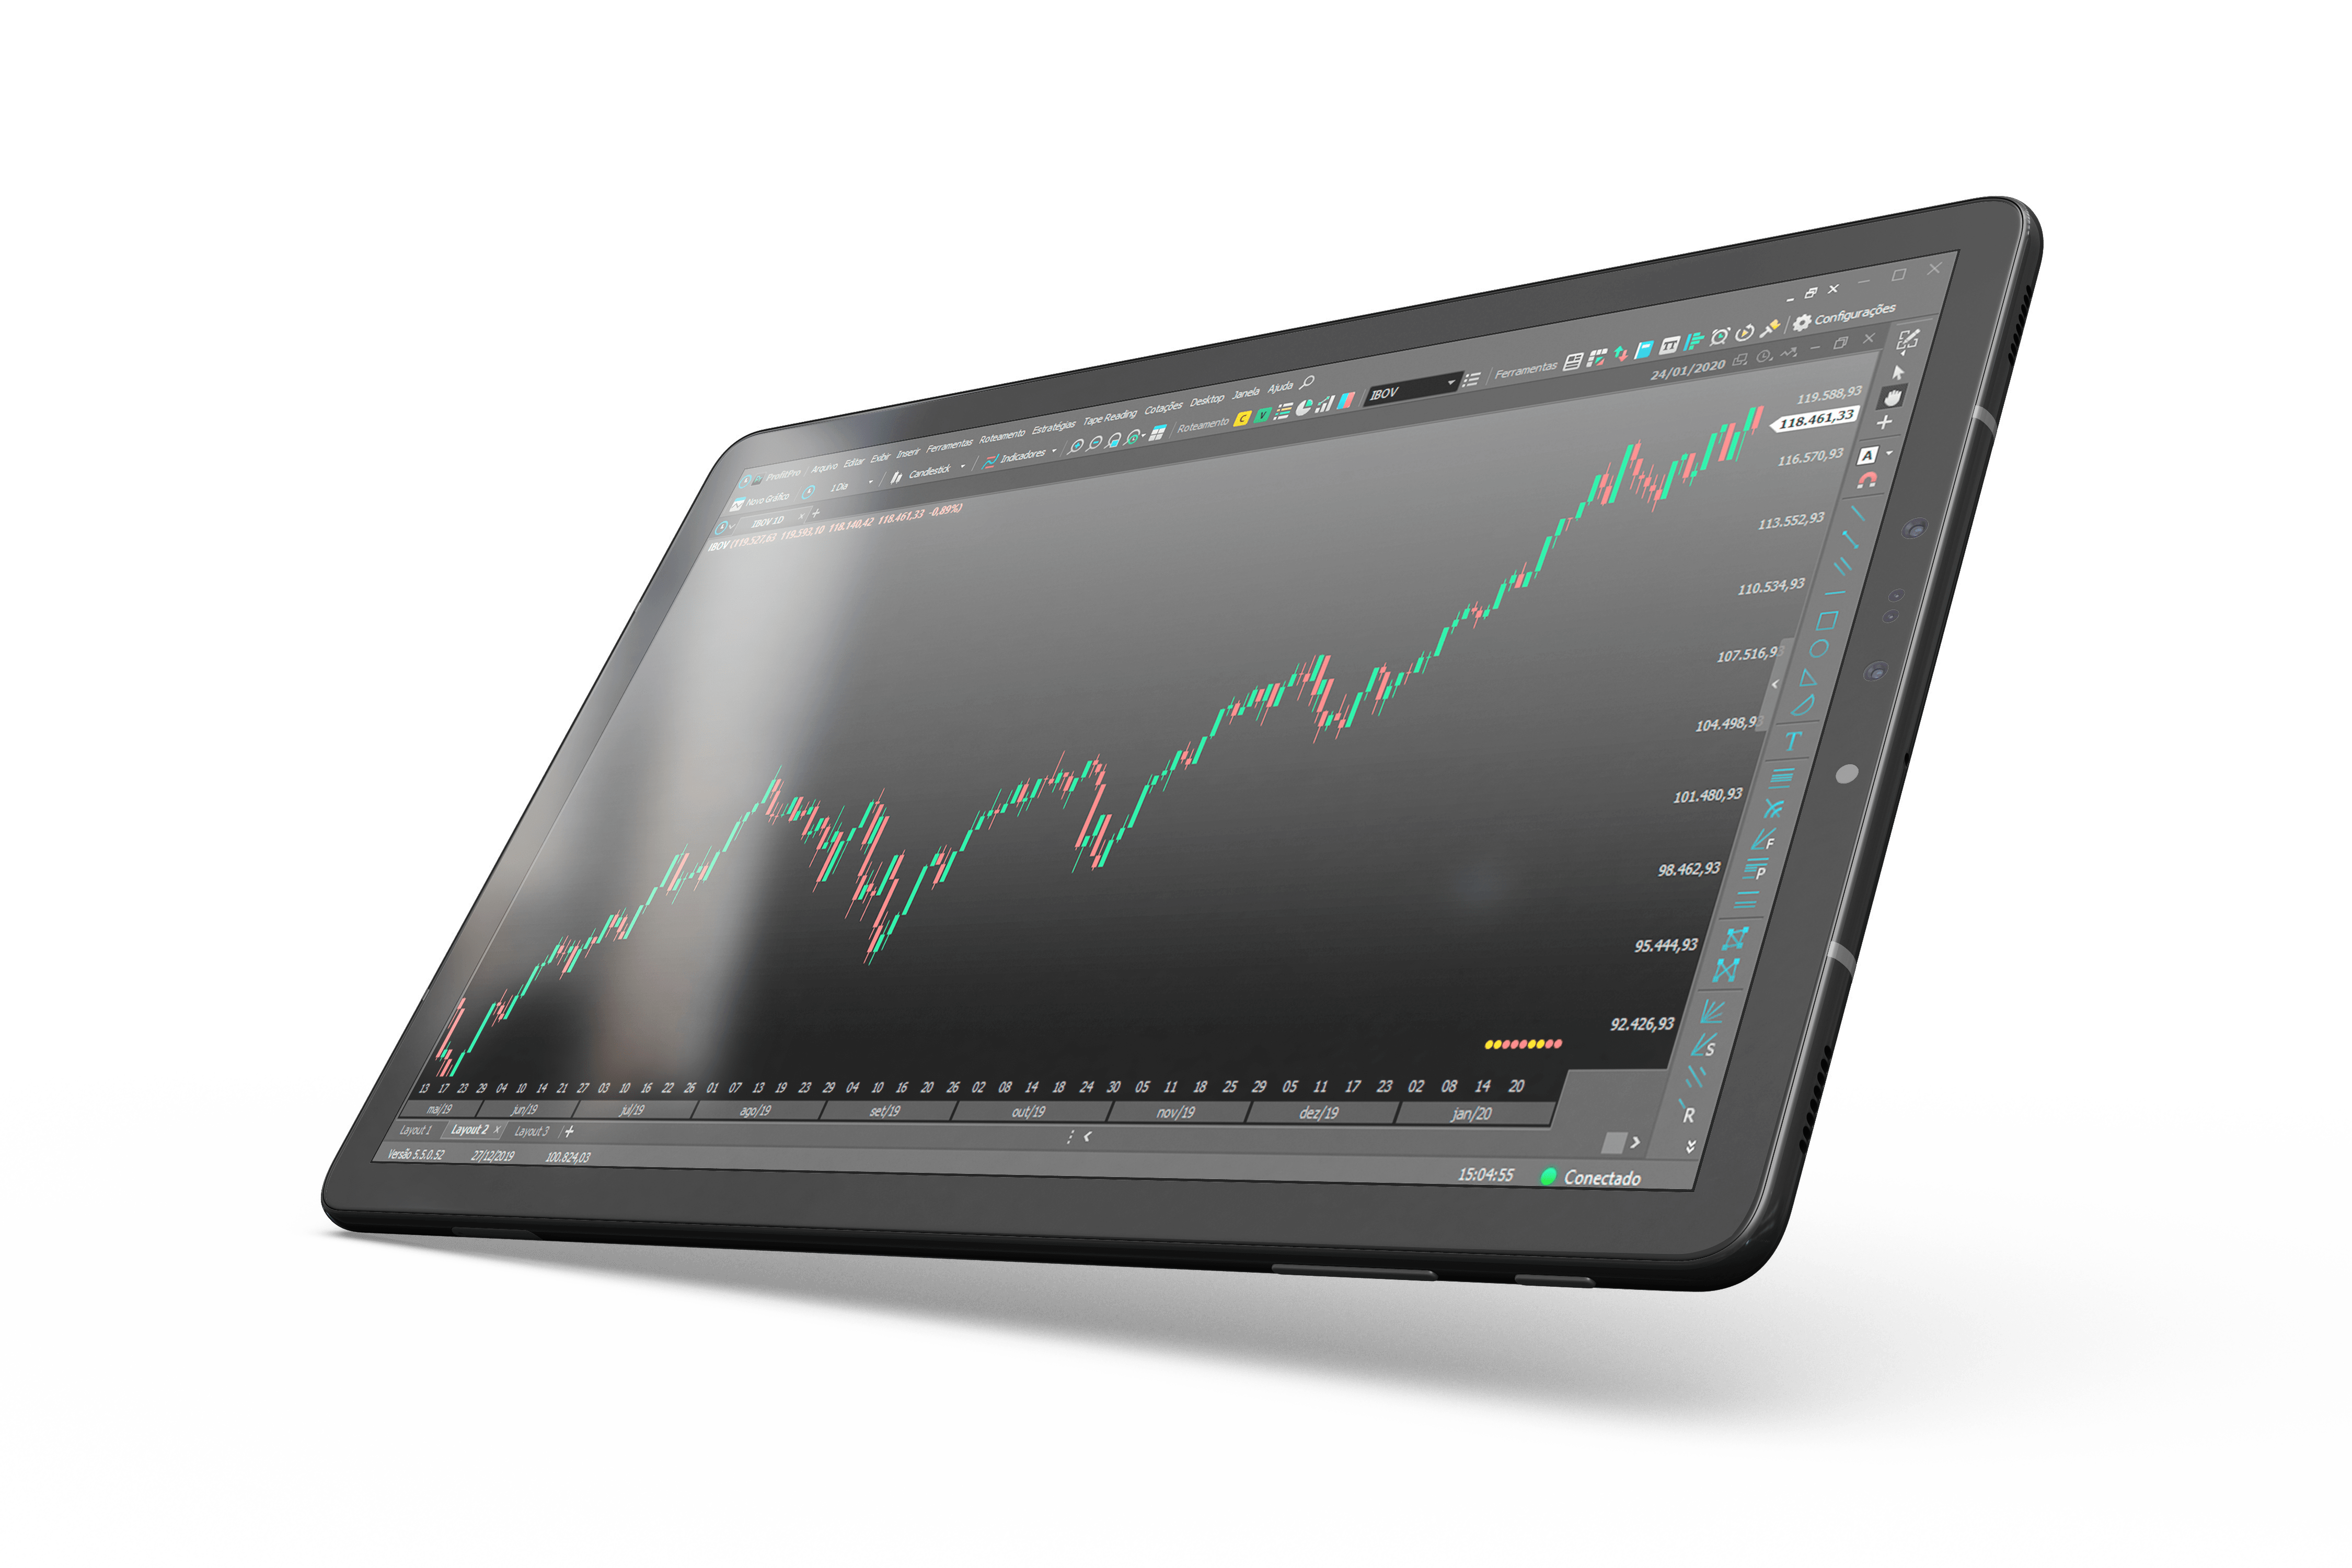 ProfitPro Arquivo Editar Exibir Inserir Ferramentas Roteamento Estratégias Tape Reading Cotações Desktop Janela Ajuda
Novo Gráfico 1 Dia Candlestick Indicadores Roteamento C V IBOV Ferramentas Configurações
IBOV 1D
24/01/2020
IBOV (119.527,63 119.593,10 118.140,42 118.461,33 -0,89%)
119.588,93
118.461,33
A
116.570,93
113.552,93
110.534,93
107.516,93
104.498,93
T
101.480,93
F
98.462,93
P
95.444,93
92.426,93
S
R
13 17 23 29 04 10 14 21 27 03 10 16 22 26 01 07 13 19 23 29 04 10 16 20 26 02 08 14 18 24 30 05 11 18 25 29 05 11 17 23 02 08 14 20
mai/19 jun/19 jul/19 ago/19 set/19 out/19 nov/19 dez/19 jan/20
Layout 1 Layout 2 X Layout 3 +
Versão 5.5.0.52 27/12/2019 100.824,03 15:04:55 Conectado